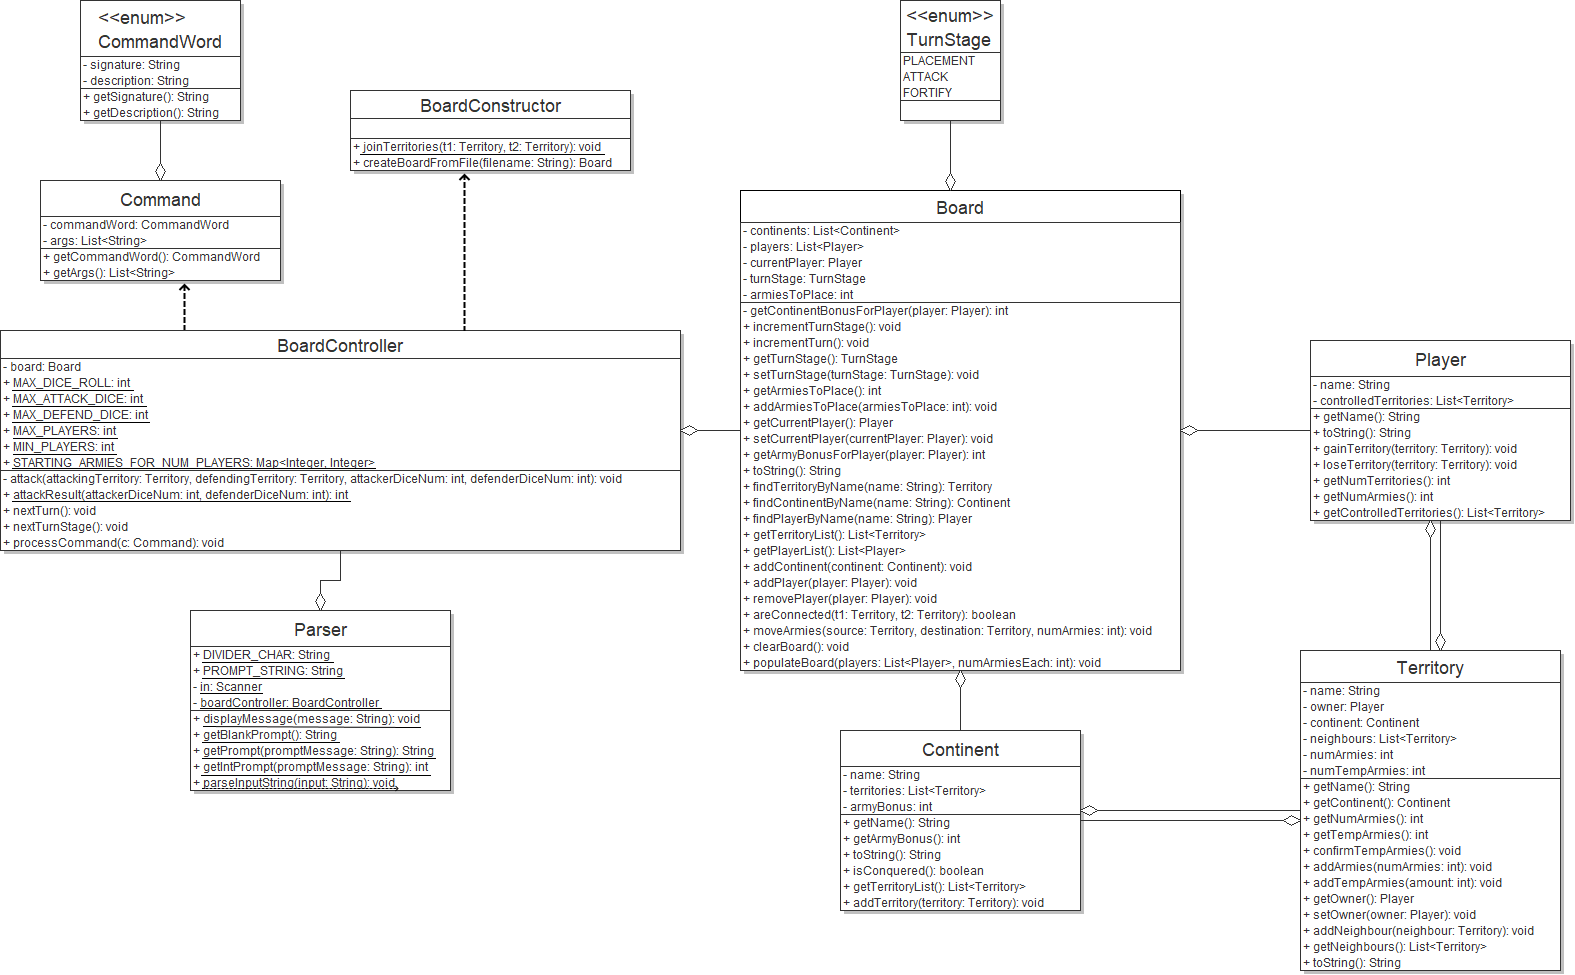 <<enum>>
CommandWord
- signature: String
- description: String
+ getSignature(): String
+ getDescription(): String
<<enum>>
TurnStage
PLACEMENT
ATTACK
FORTIFY
BoardConstructor
+ joinTerritories(t1: Territory, t2: Territory): void
+ createBoardFromFile(filename: String): Board
Command
- commandWord: CommandWord
- args: List<String>
+ getCommandWord(): CommandWord
+ getArgs(): List<String>
Board
- continents: List<Continent>
- players: List<Player>
- currentPlayer: Player
- turnStage: TurnStage
- armiesToPlace: int
- getContinentBonusForPlayer(player: Player): int
+ incrementTurnStage(): void
+ incrementTurn(): void
+ getTurnStage(): TurnStage
+ setTurnStage(turnStage: TurnStage): void
+ getArmiesToPlace(): int
+ addArmiesToPlace(armiesToPlace: int): void
+ getCurrentPlayer(): Player
+ setCurrentPlayer(currentPlayer: Player): void
+ getArmyBonusForPlayer(player: Player): int
+ toString(): String
+ findTerritoryByName(name: String): Territory
+ findContinentByName(name: String): Continent
+ findPlayerByName(name: String): Player
+ getTerritoryList(): List<Territory>
+ getPlayerList(): List<Player>
+ addContinent(continent: Continent): void
+ addPlayer(player: Player): void
+ removePlayer(player: Player): void
+ areConnected(t1: Territory, t2: Territory): boolean
+ moveArmies(source: Territory, destination: Territory, numArmies: int): void
+ clearBoard(): void
+ populateBoard(players: List<Player>, numArmiesEach: int): void
BoardController
- board: Board
+ MAX_DICE_ROLL: int
+ MAX_ATTACK_DICE: int
+ MAX_DEFEND_DICE: int
+ MAX_PLAYERS: int
+ MIN_PLAYERS: int
+ STARTING_ARMIES_FOR_NUM_PLAYERS: Map<Integer, Integer>
- attack(attackingTerritory: Territory, defendingTerritory: Territory, attackerDiceNum: int, defenderDiceNum: int): void
+ attackResult(attackerDiceNum: int, defenderDiceNum: int): int
+ nextTurn(): void
+ nextTurnStage(): void
+ processCommand(c: Command): void
Player
- name: String
- controlledTerritories: List<Territory>
+ getName(): String
+ toString(): String
+ gainTerritory(territory: Territory): void
+ loseTerritory(territory: Territory): void
+ getNumTerritories(): int
+ getNumArmies(): int
+ getControlledTerritories(): List<Territory>
Parser
+ DIVIDER_CHAR: String
+ PROMPT_STRING: String
- in: Scanner
- boardController: BoardController
+ displayMessage(message: String): void
+ getBlankPrompt(): String
+ getPrompt(promptMessage: String): String
+ getIntPrompt(promptMessage: String): int
+ parseInputString(input: String): void
Territory
- name: String
- owner: Player
- continent: Continent
- neighbours: List<Territory>
- numArmies: int
- numTempArmies: int
+ getName(): String
+ getContinent(): Continent
+ getNumArmies(): int
+ getTempArmies(): int
+ confirmTempArmies(): void
+ addArmies(numArmies: int): void
+ addTempArmies(amount: int): void
+ getOwner(): Player
+ setOwner(owner: Player): void
+ addNeighbour(neighbour: Territory): void
+ getNeighbours(): List<Territory>
+ toString(): String
Continent
- name: String
- territories: List<Territory>
- armyBonus: int
+ getName(): String
+ getArmyBonus(): int
+ toString(): String
+ isConquered(): boolean
+ getTerritoryList(): List<Territory>
+ addTerritory(territory: Territory): void